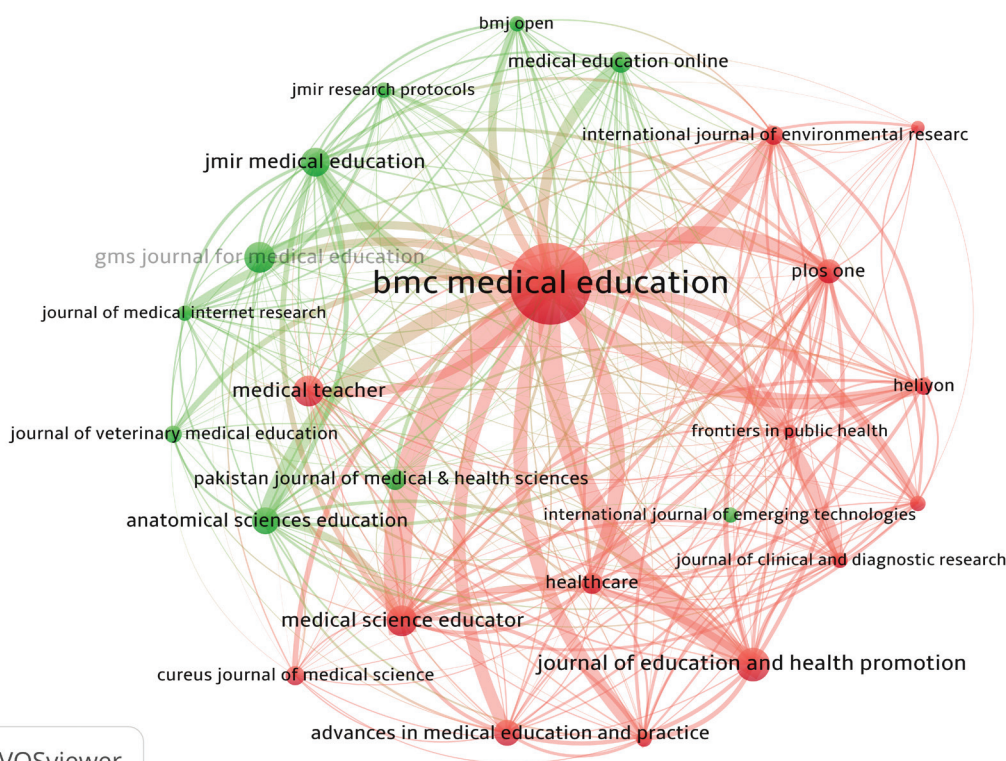 bmj open
medical education online
jmir research protocols
international journal of environmental researc
jmir medical education
gms journal for medical education
plos one
bmc medical education
journal of medical internet research
medical teacher
heliyon
journal of veterinary medical education
frontiers in public health
pakistan journal of medical & health sciences
international journal of emerging technologies
anatomical sciences education
journal of clinical and diagnostic research
healthcare
medical science educator
journal of education and health promotion
cureus journal of medical science
advances in medical education and practice
VOSviewer